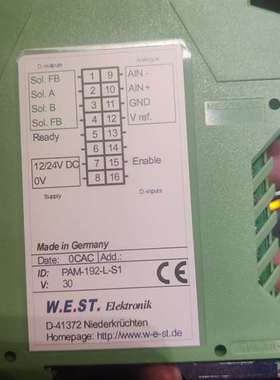 D.-outputs Analogue
Sol. FB 1 9 AIN -
Sol. A 2 10 AIN+
Sol. B 3 11 GND
Sol. FB 4 12 V ref.
Ready 5 13
6 14
12/24V DC 7 15 Enable
0V 8 16
Supply D-inputs
Made in Germany
Date: 0CAC Add.:
ID: PAM-192-L-S1
V: 30
CE
W.E.ST. Elektronik
D-41372 Niederkrüchten
Homepage: http://www.w-e-st.de